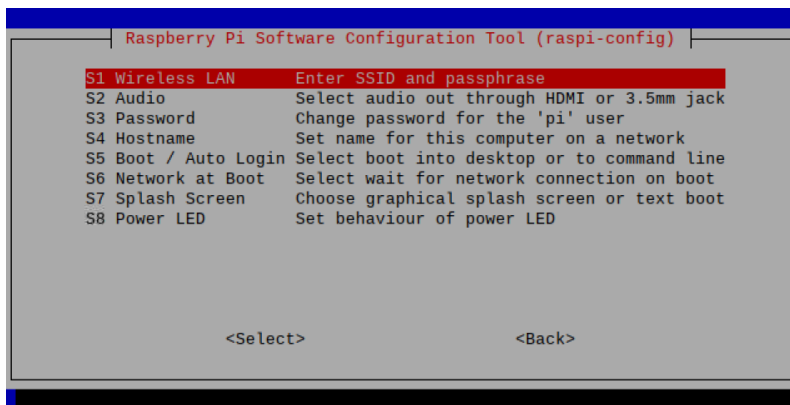 Raspberry Pi Software Configuration Tool (raspi-config)
S1 Wireless LAN Enter SSID and passphrase
S2 Audio Select audio out through HDMI or 3.5mm jack
S3 Password Change password for the 'pi' user
S4 Hostname Set name for this computer on a network
S5 Boot / Auto Login Select boot into desktop or to command line
S6 Network at Boot Select wait for network connection on boot
S7 Splash Screen Choose graphical splash screen or text boot
S8 Power LED Set behaviour of power LED
<Select> <Back>